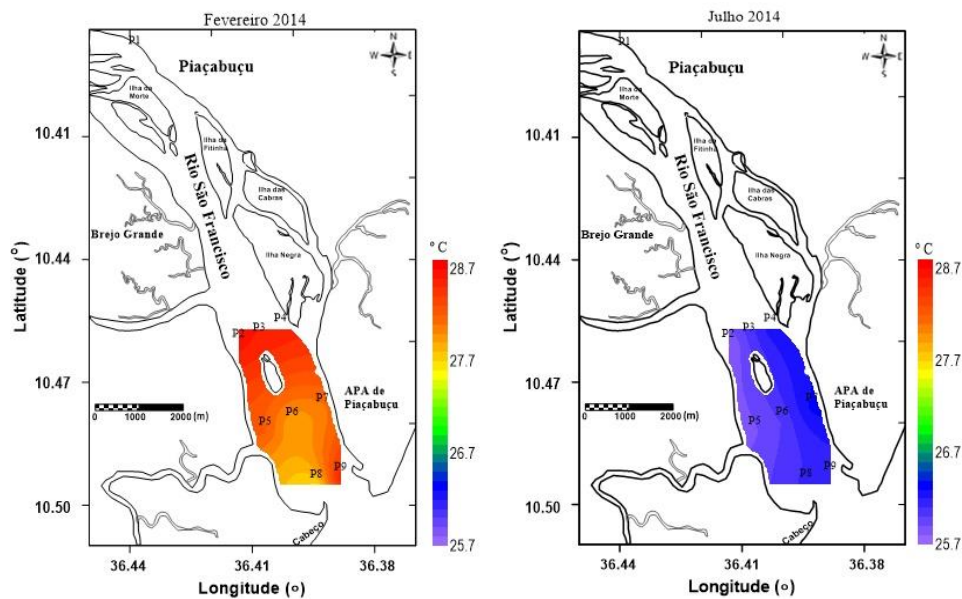 Fevereiro 2014
P1
N
W E
S
Piaçabuçu
Ilha da
Morte
10.41
Ilha da
Fitinha
Rio São Francisco
Ilha das
Cabras
Brejo Grande
Latitude (°)
10.44
Ilha Negra
° C
28.7
27.7
26.7
25.7
P4
P3
P2
10.47
APA de
Piaçabuçu
P7
0 1000 2000 (m)
P6
P5
P9
P8
10.50
Cabeço
36.44 36.41 36.38
Longitude (o)
Julho 2014
P1
N
W E
S
Piaçabuçu
Ilha da
Morte
10.41
Ilha da
Fitinha
Rio São Francisco
Ilha das
Cabras
Brejo Grande
Latitude (°)
10.44
Ilha Negra
° C
28.7
27.7
26.7
25.7
P4
P3
P2
10.47
APA de
Piaçabuçu
P7
0 1000 2000 (m)
P6
P5
P9
P8
10.50
Cabeço
36.44 36.41 36.38
Longitude (o)